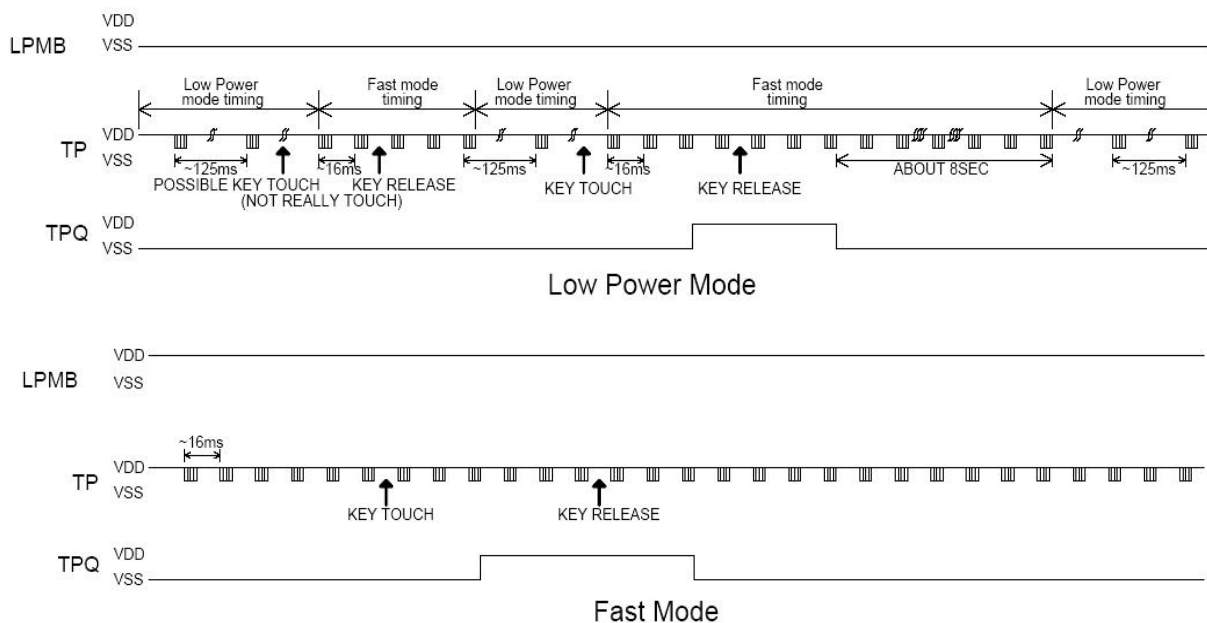 VDD
LPMB VSS
Low Power mode timing
Fast mode timing
Low Power mode timing
Fast mode timing
Low Power mode timing
VDD
TP
VSS
~125ms
~16ms
~125ms
~16ms
ABOUT 8SEC
~125ms
POSSIBLE KEY TOUCH
(NOT REALLY TOUCH)
KEY RELEASE
KEY TOUCH
KEY RELEASE
VDD
TPQ
VSS
Low Power Mode
VDD
LPMB
VSS
~16ms
VDD
TP
VSS
KEY TOUCH
KEY RELEASE
VDD
TPQ
VSS
Fast Mode